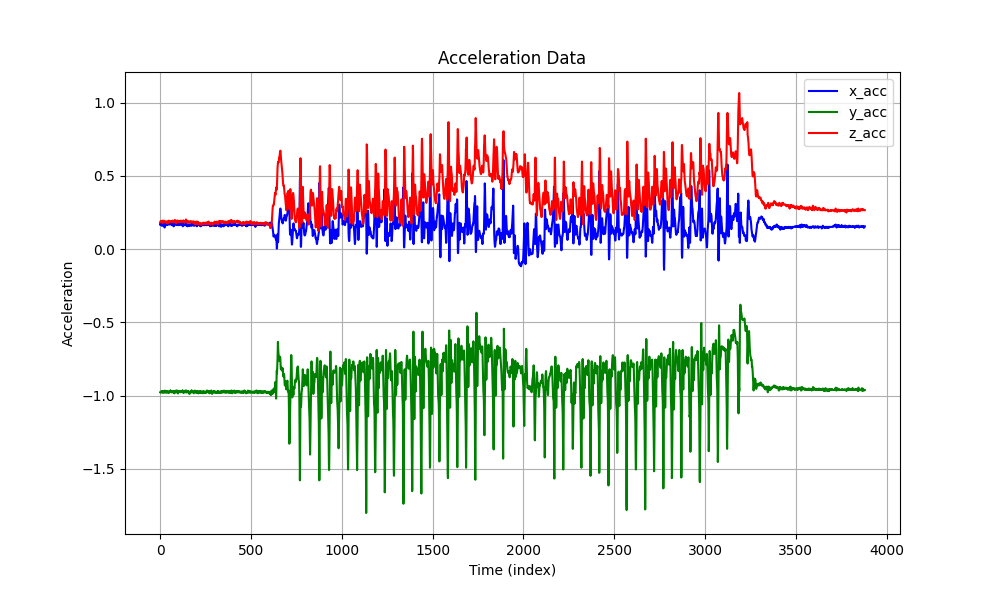 Acceleration Data
x_acc
y_acc
z_acc
Acceleration
1.0
0.5
0.0
−0.5
−1.0
−1.5
0 500 1000 1500 2000 2500 3000 3500 4000
Time (index)